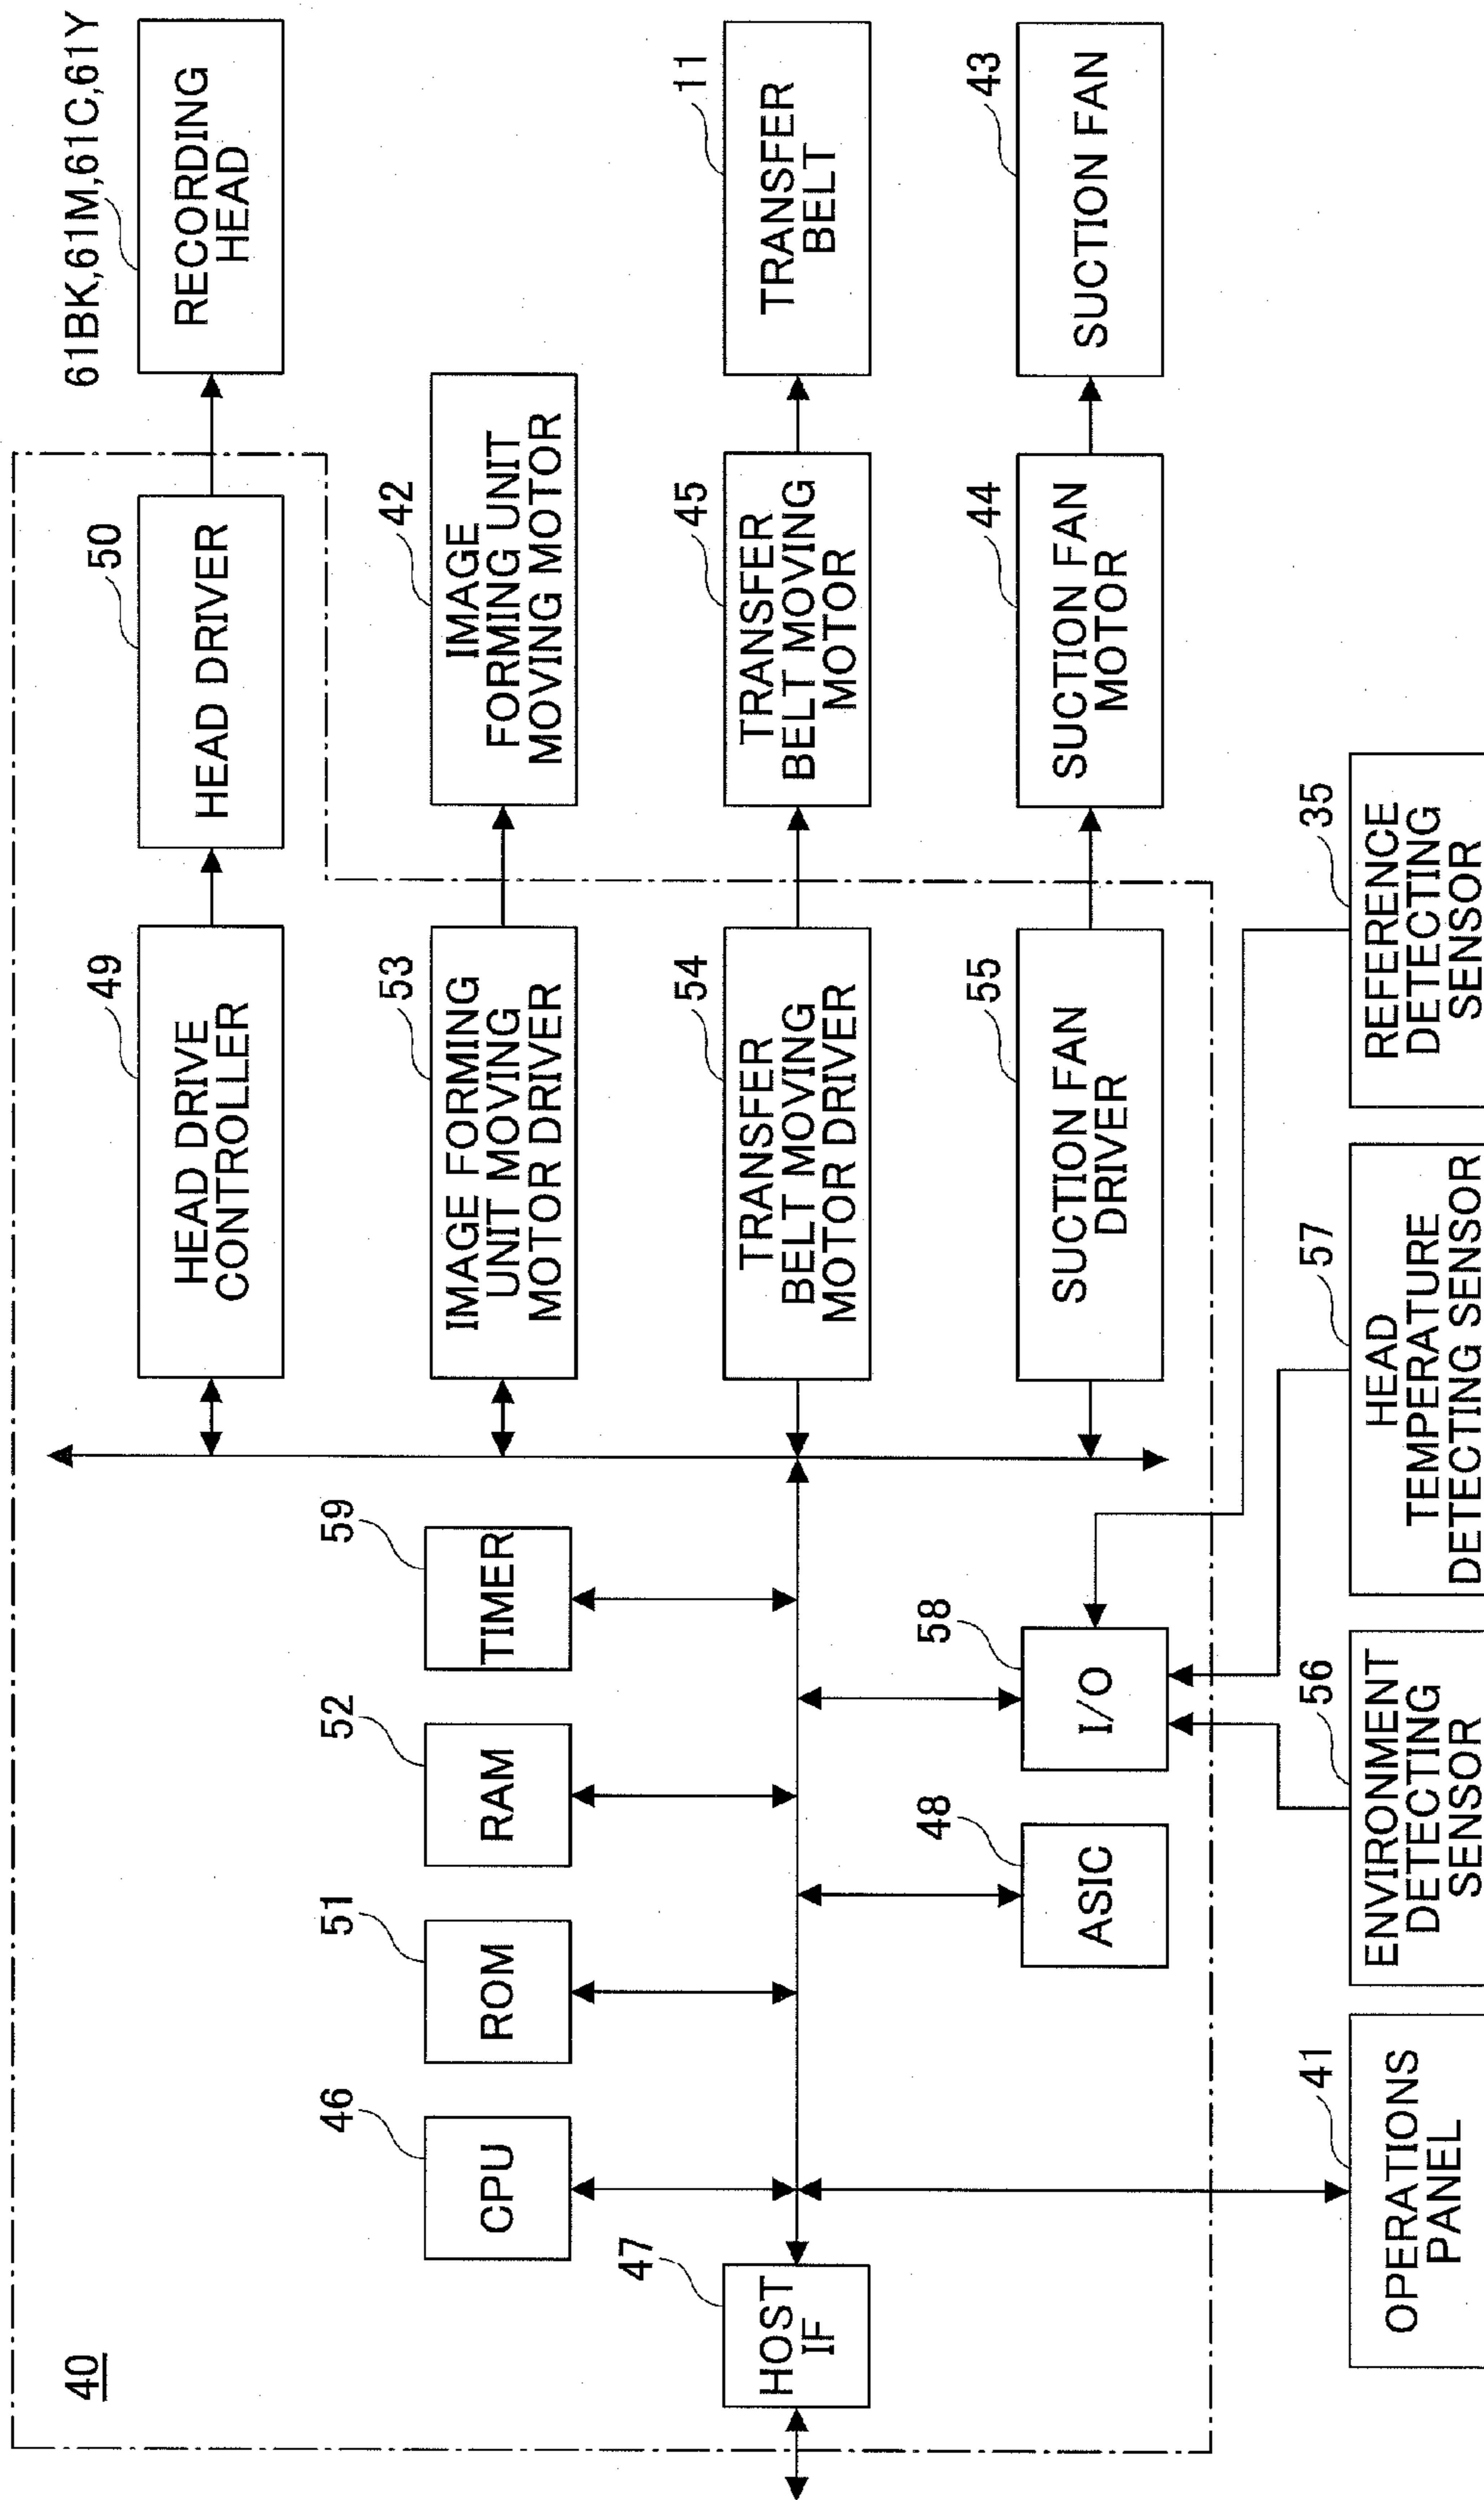 40
61BK,61M,61C,61Y
49
HEAD DRIVE
CONTROLLER
50
HEAD DRIVER
RECORDING
HEAD
46
CPU
51
ROM
52
RAM
59
TIMER
53
IMAGE FORMING
UNIT MOVING
MOTOR DRIVER
42
IMAGE
FORMING UNIT
MOVING MOTOR
47
HOST
IF
54
TRANSFER
BELT MOVING
MOTOR DRIVER
45
TRANSFER
BELT MOVING
MOTOR
11
TRANSFER
BELT
48
ASIC
58
I/O
55
SUCTION FAN
DRIVER
44
SUCTION FAN
MOTOR
43
SUCTION FAN
41
OPERATIONS
PANEL
56
ENVIRONMENT
DETECTING
SENSOR
57
HEAD
TEMPERATURE
DETECTING SENSOR
35
REFERENCE
DETECTING
SENSOR